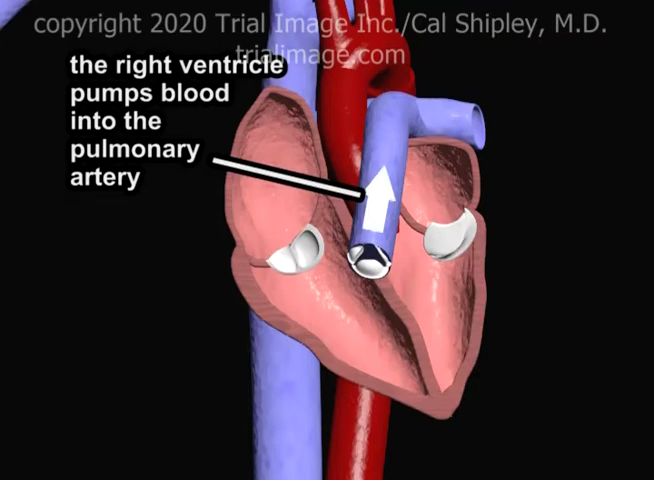 copyright 2020 Trial Image Inc./Cal Shipley, M.D.
trialimage.com
the right ventricle
pumps blood
into the
pulmonary
artery